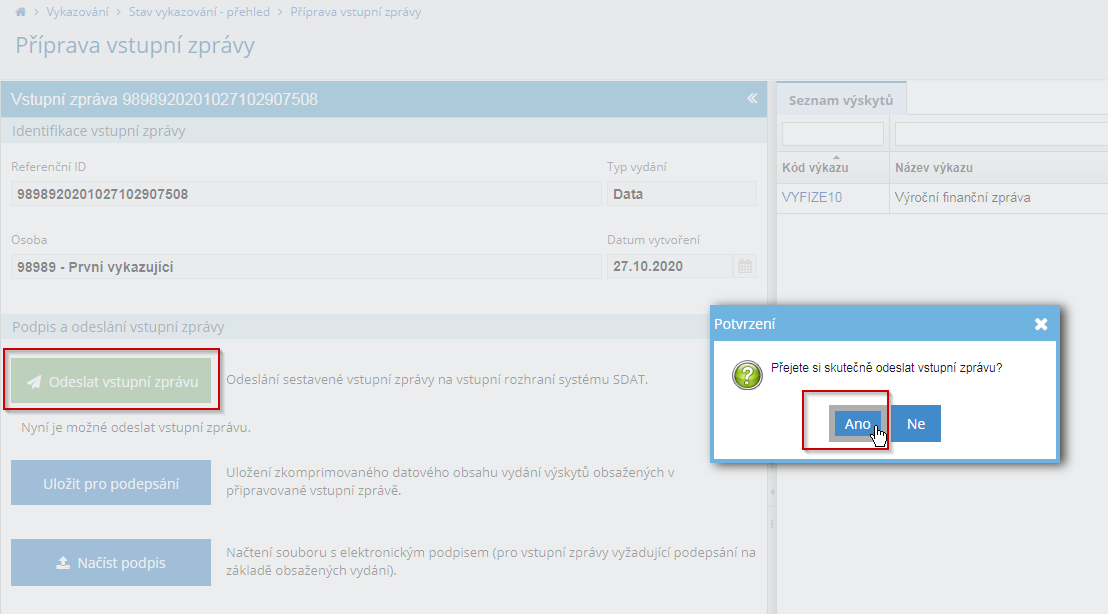 Vykazování > Stav vykazování - přehled > Příprava vstupní zprávy
Příprava vstupní zprávy
Vstupní zpráva 9898920201027102907508
Identifikace vstupní zprávy
Referenční ID
Typ vydání
9898920201027102907508
Data
Osoba
Datum vytvoření
98989 - První vykazující
27.10.2020
Podpis a odeslání vstupní zprávy
Odeslat vstupní zprávu
Odeslání sestavené vstupní zprávy na vstupní rozhraní systému SDAT.
Nyní je možné odeslat vstupní zprávu.
Uložit pro podepsání
Uložení zkomprimovaného datového obsahu vydání výskytů obsažených v
připravované vstupní zprávě.
Načíst podpis
Načtení souboru s elektronickým podpisem (pro vstupní zprávy vyžadující podepsání na
základě obsažených vydání).
Seznam výskytů
Kód výkazu
Název výkazu
VYFIZE10
Výroční finanční zpráva
Potvrzení
Přejete si skutečně odeslat vstupní zprávu?
Ano
Ne